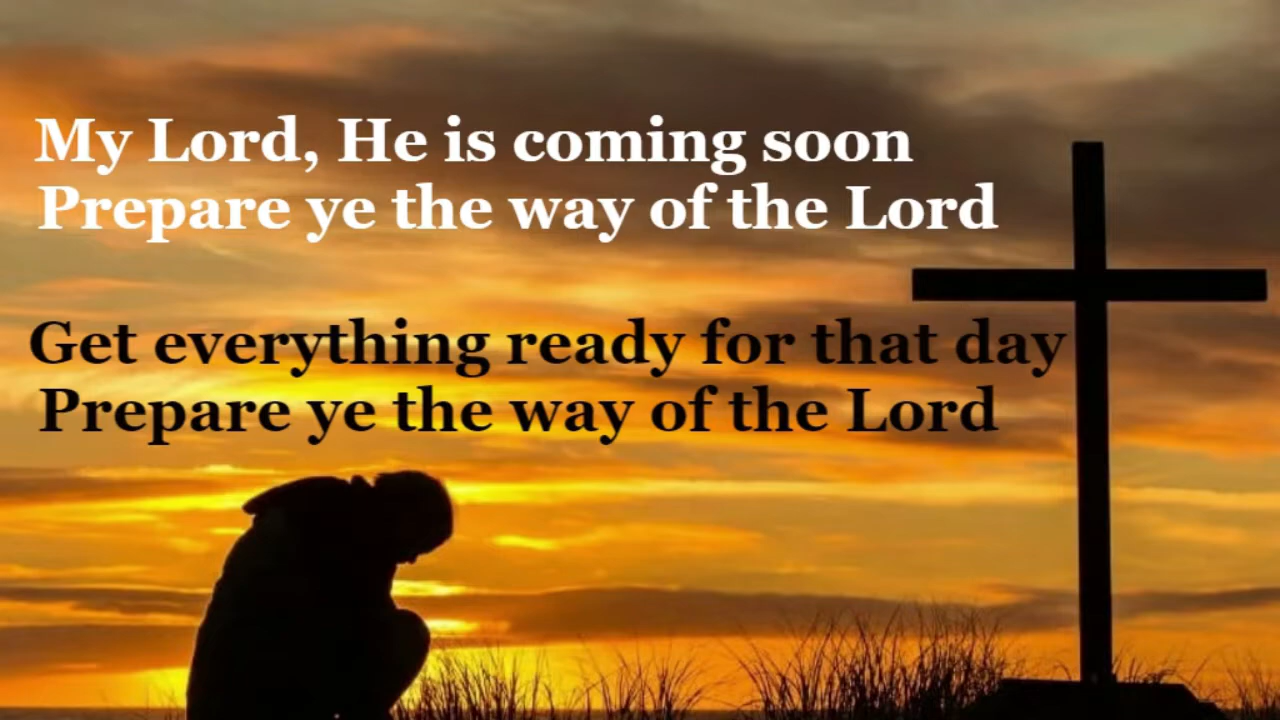 My Lord, He is coming soon
Prepare ye the way of the Lord
Get everything ready for that day
Prepare ye the way of the Lord